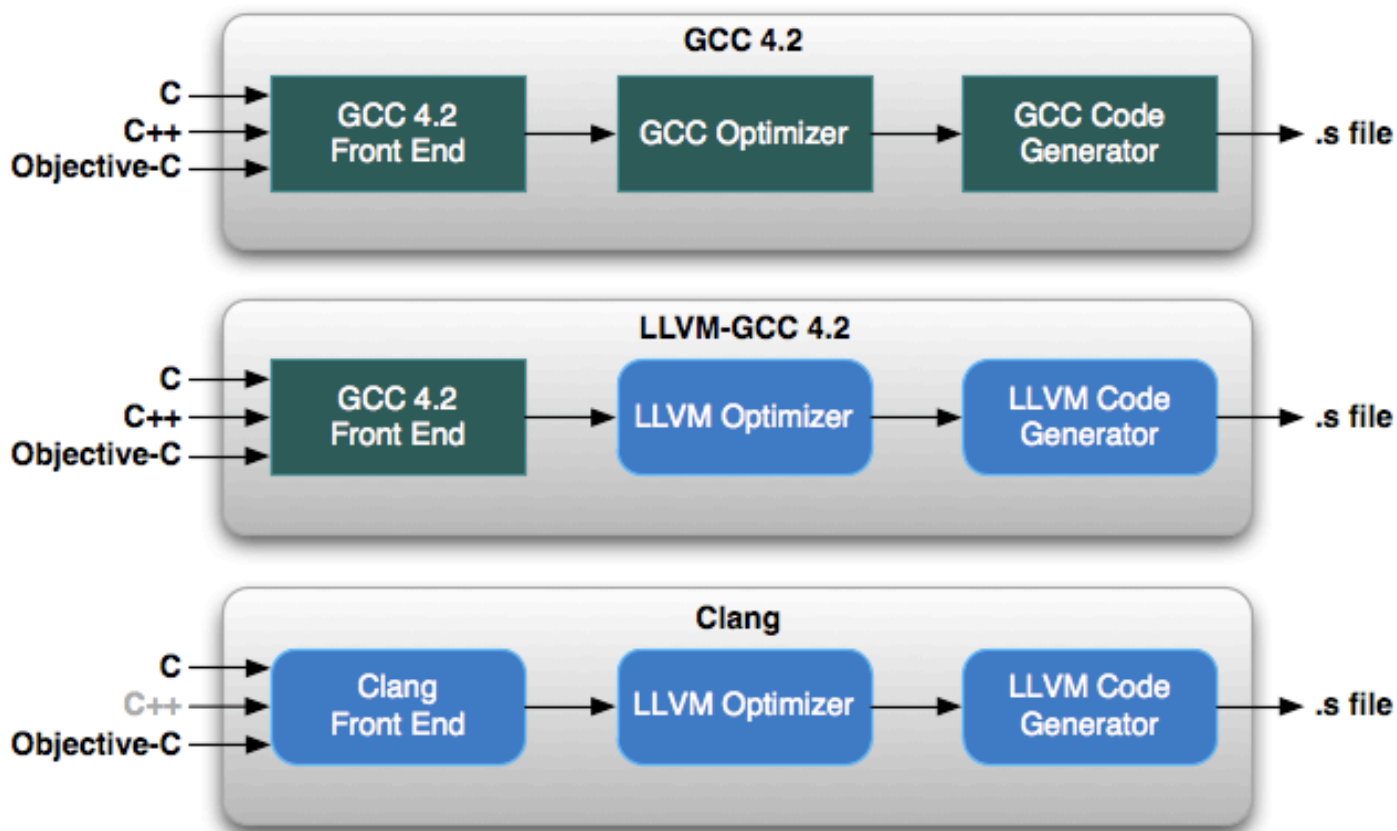 GCC 4.2
C
C++
Objective-C
GCC 4.2
Front End
GCC Optimizer
GCC Code
Generator
.s file
LLVM-GCC 4.2
C
C++
Objective-C
GCC 4.2
Front End
LLVM Optimizer
LLVM Code
Generator
.s file
Clang
C
C++
Objective-C
Clang
Front End
LLVM Optimizer
LLVM Code
Generator
.s file